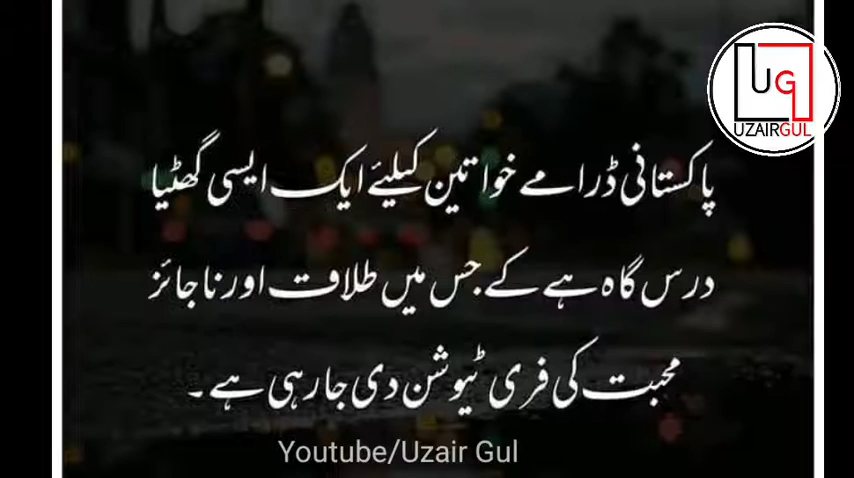 UG
UZAIRGUL
پاکستانی ڈرامے خواتین کیلیئے ایک ایسی گھٹیا
درس گاہ ہے کے جس میں طلاق اور ناجائز
محبت کی فری ٹیوشن دی جارہی ہے۔
Youtube/Uzair Gul